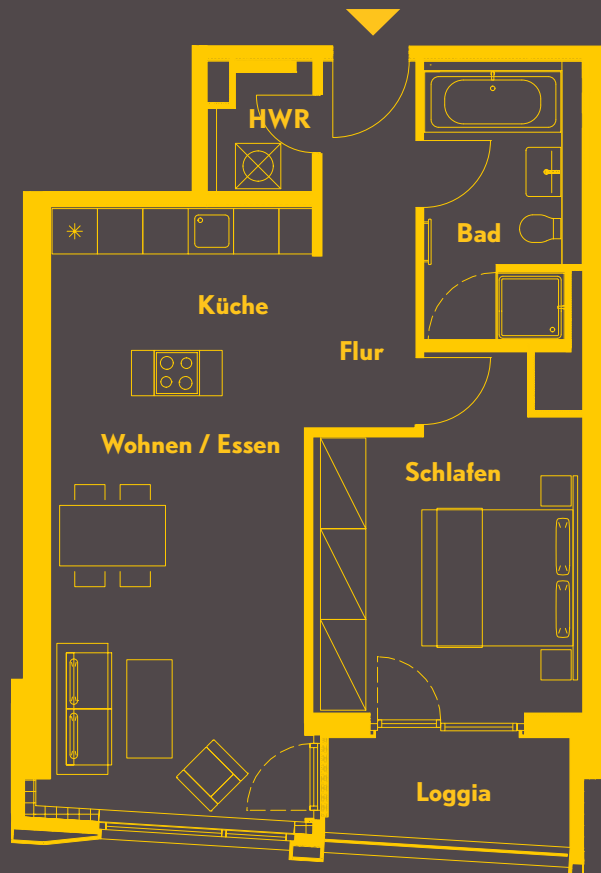 HWR
Bad
Küche
Flur
Wohnen / Essen
Schlafen
Loggia